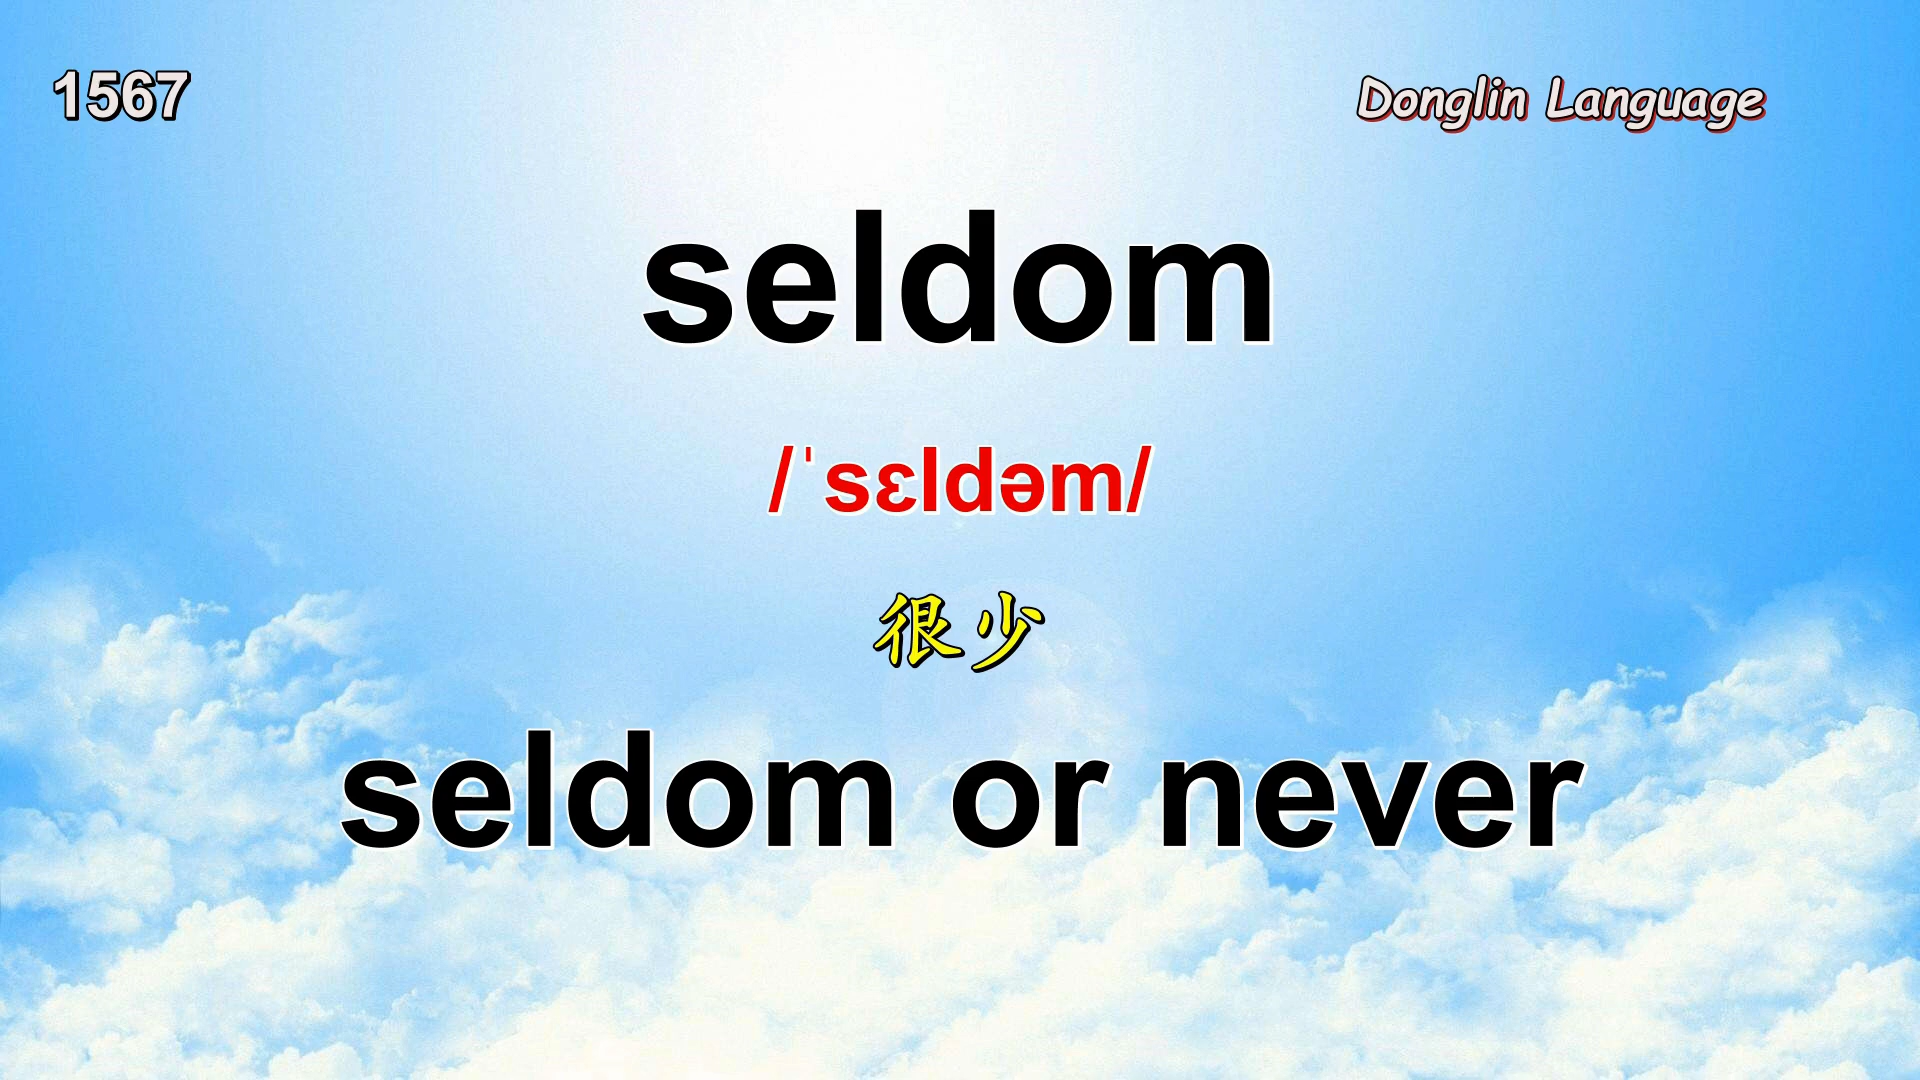 1567
Donglin Language
seldom
/ˈsɛldəm/
很少
seldom or never